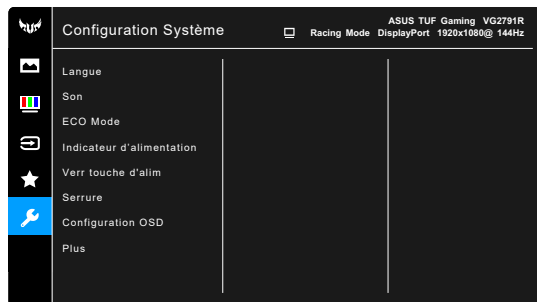 Configuration Système
ASUS TUF Gaming VG2791R
Racing Mode DisplayPort 1920x1080@ 144Hz
Langue
Son
ECO Mode
Indicateur d'alimentation
Verr touche d'alim
Serrure
Configuration OSD
Plus